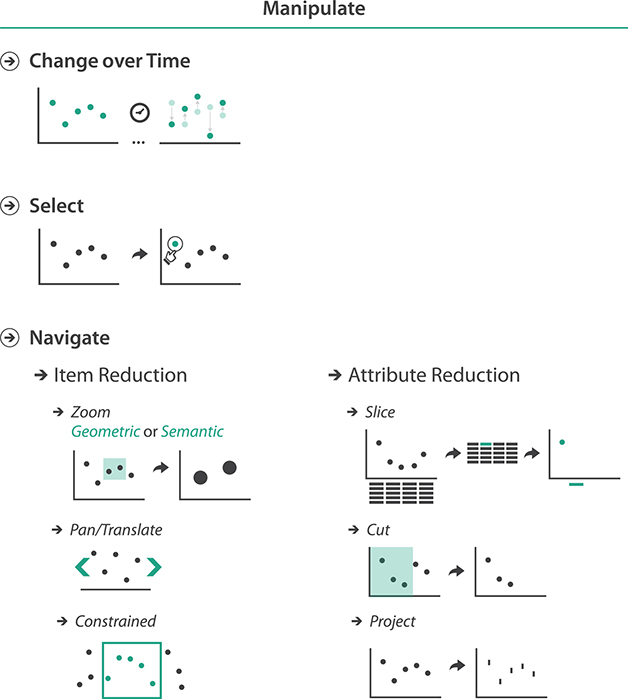 Manipulate
Change over Time
...
Select
Navigate
Item Reduction
Zoom
Geometric or Semantic
Pan/Translate
Constrained
Attribute Reduction
Slice
Cut
Project